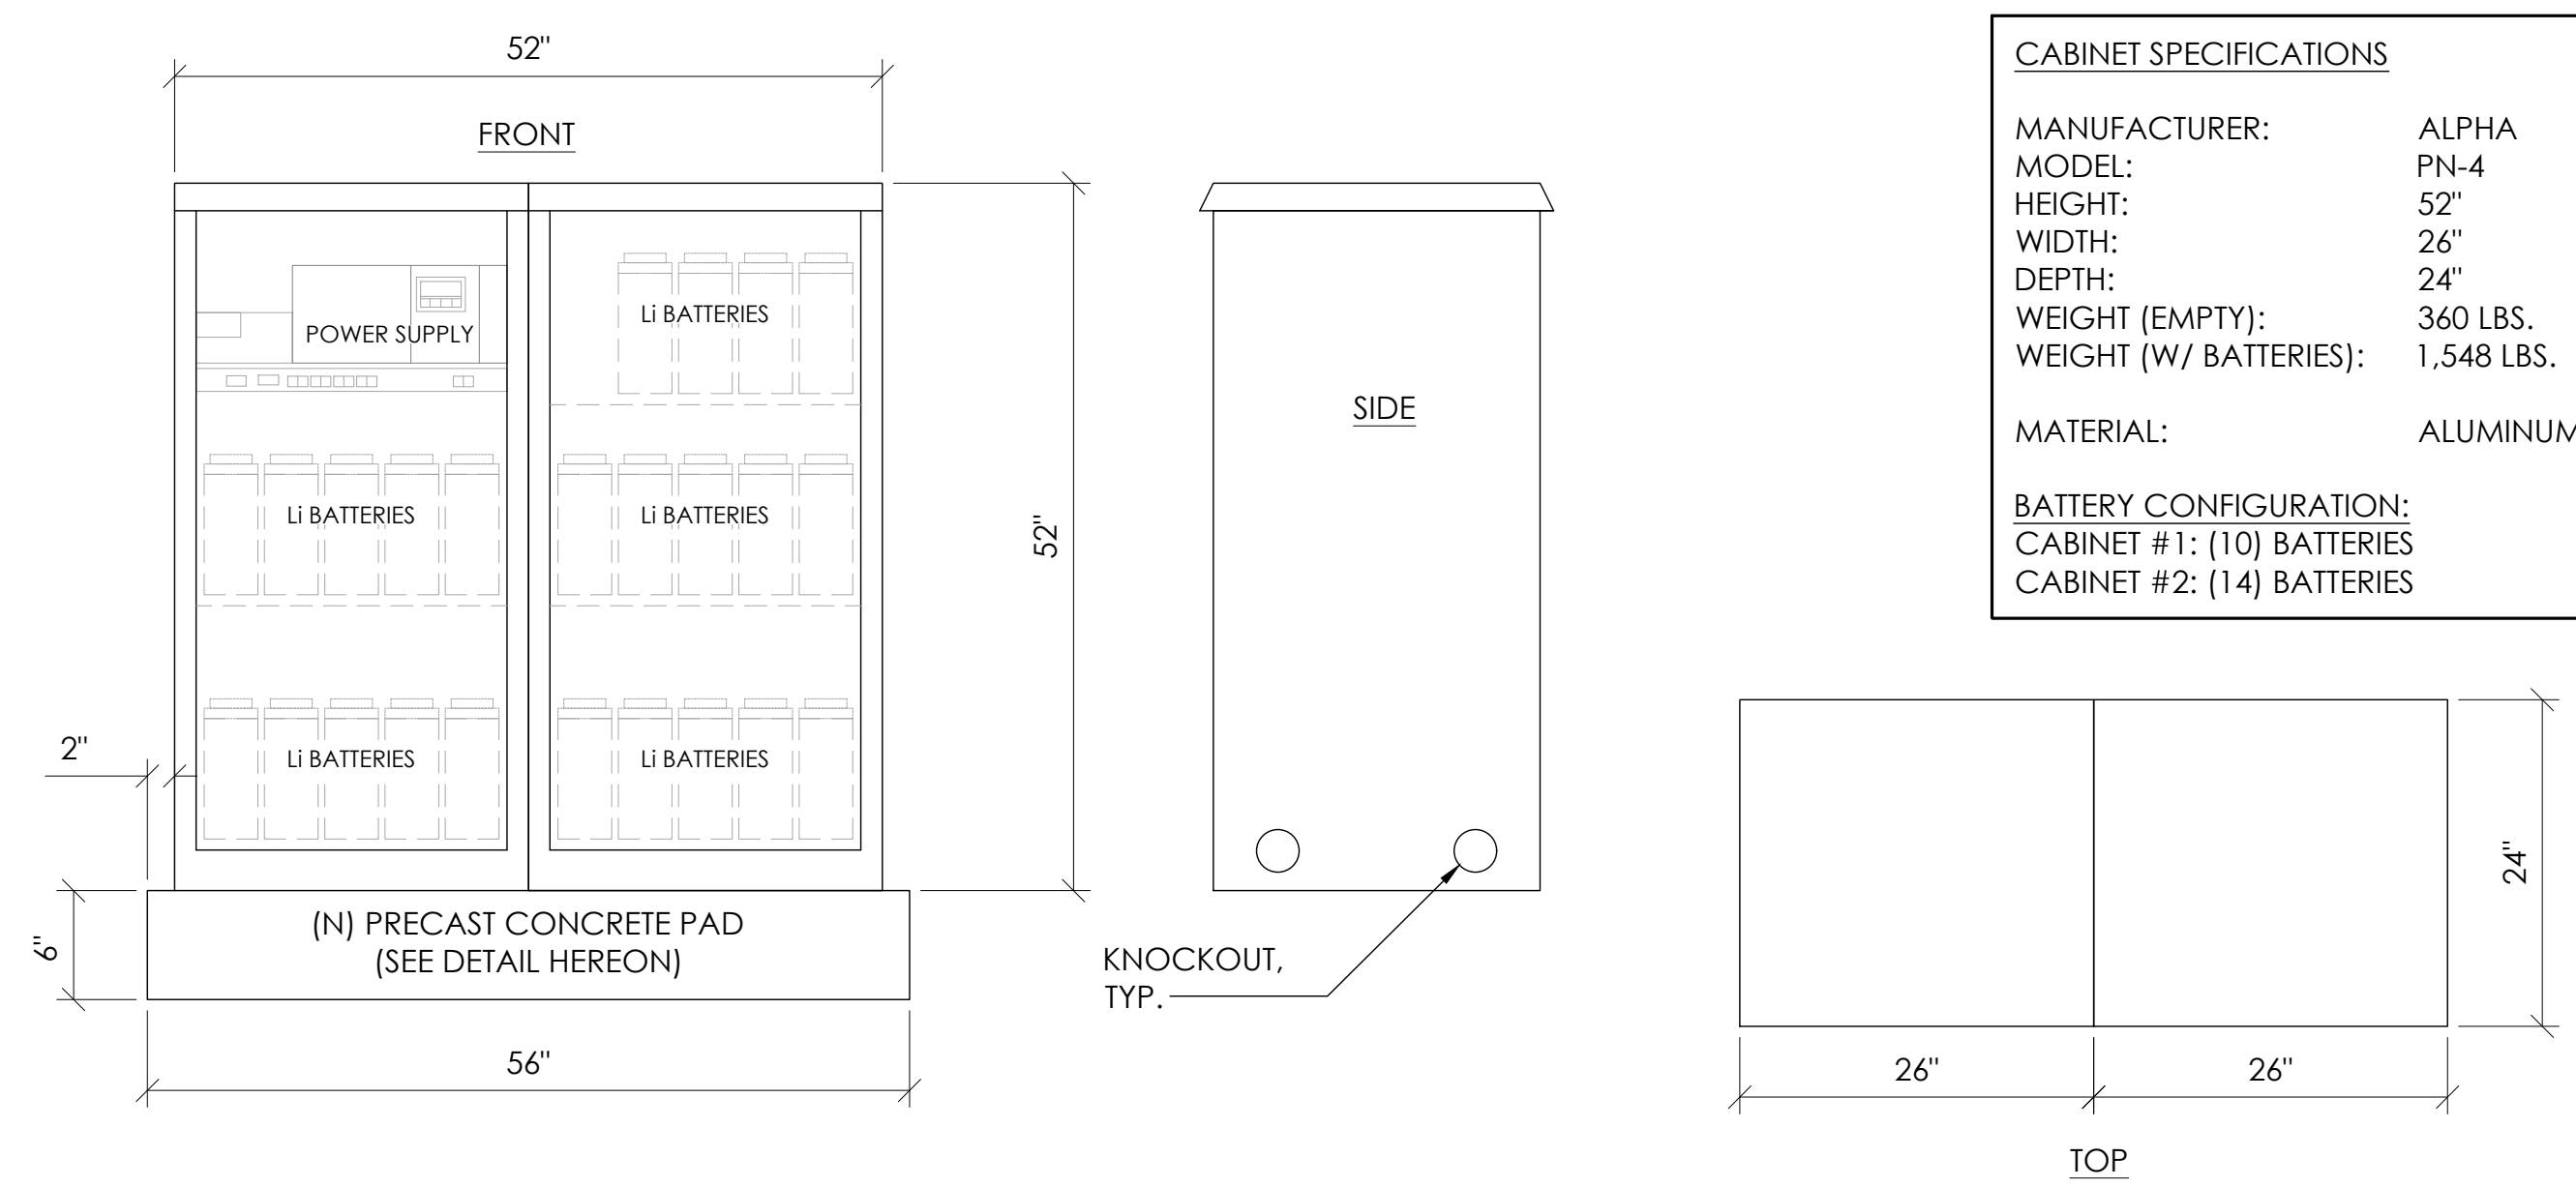 52"
FRONT
POWER SUPPLY
Li BATTERIES
Li BATTERIES
Li BATTERIES
Li BATTERIES
Li BATTERIES
52"
2"
6"
(N) PRECAST CONCRETE PAD
(SEE DETAIL HEREON)
56"
SIDE
KNOCKOUT,
TYP.
CABINET SPECIFICATIONS
MANUFACTURER: ALPHA
MODEL: PN-4
HEIGHT: 52"
WIDTH: 26"
DEPTH: 24"
WEIGHT (EMPTY): 360 LBS.
WEIGHT (W/ BATTERIES): 1,548 LBS.
MATERIAL: ALUMINUM
BATTERY CONFIGURATION:
CABINET #1: (10) BATTERIES
CABINET #2: (14) BATTERIES
24"
26" 26"
TOP